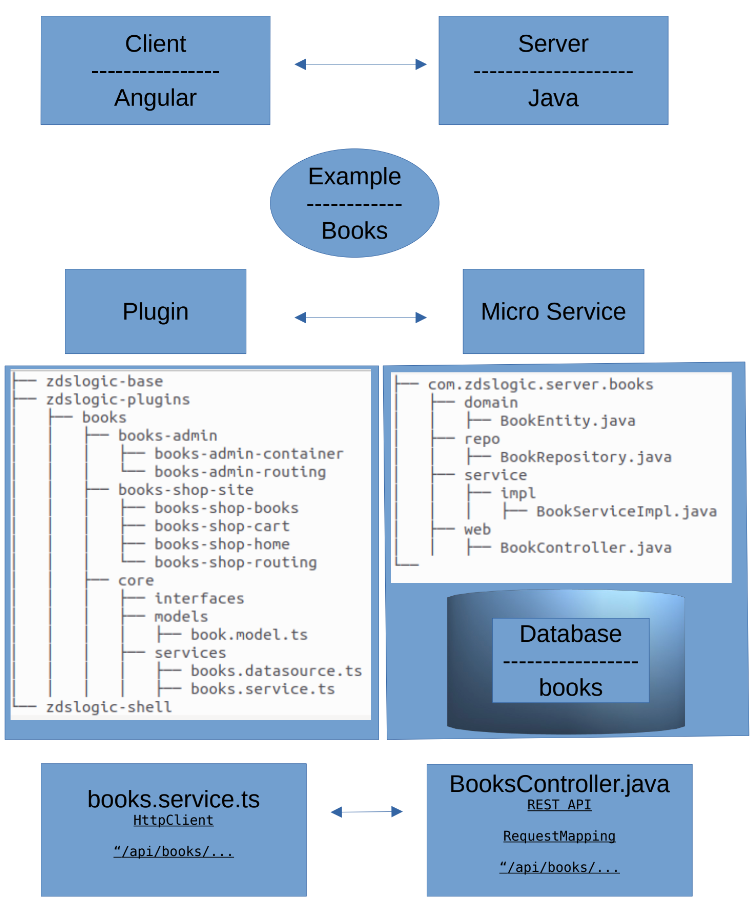 Client
----------------
Angular
Server
--------------------
Java
Example
------------
Books
Plugin
Micro Service
├── zdslogic-base
├── zdslogic-plugins
│   ├── books
│   │   ├── books-admin
│   │   │   ├── books-admin-container
│   │   │   └── books-admin-routing
│   │   ├── books-shop-site
│   │   │   ├── books-shop-books
│   │   │   ├── books-shop-cart
│   │   │   ├── books-shop-home
│   │   │   └── books-shop-routing
│   │   ├── core
│   │   │   ├── interfaces
│   │   │   ├── models
│   │   │   │   ├── book.model.ts
│   │   │   ├── services
│   │   │   │   ├── books.datasource.ts
│   │   │   │   ├── books.service.ts
└── zdslogic-shell
├── com.zdslogic.server.books
│   ├── domain
│   │   ├── BookEntity.java
│   ├── repo
│   │   ├── BookRepository.java
│   ├── service
│   │   ├── impl
│   │   │   ├── BookServiceImpl.java
│   ├── web
│   │   ├── BookController.java
└──
Database
-----------------
books
books.service.ts
HttpClient
“/api/books/...
BooksController.java
REST API
RequestMapping
“/api/books/...